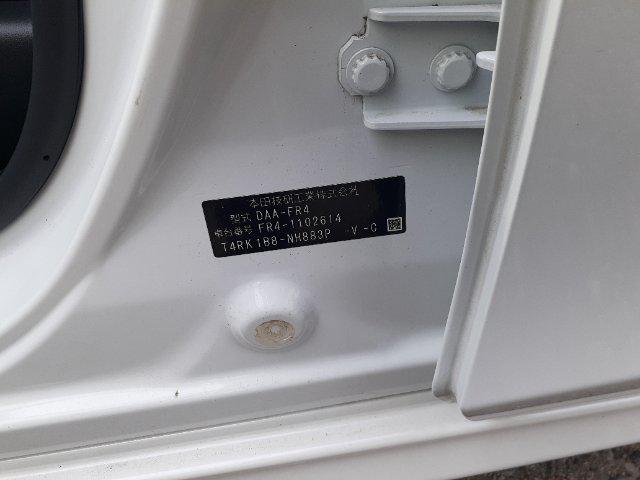 本田技研工業株式会社
型式 DAA-FR4
車台番号 FR4-1102614
T4RK1B8-NH883P -V-C